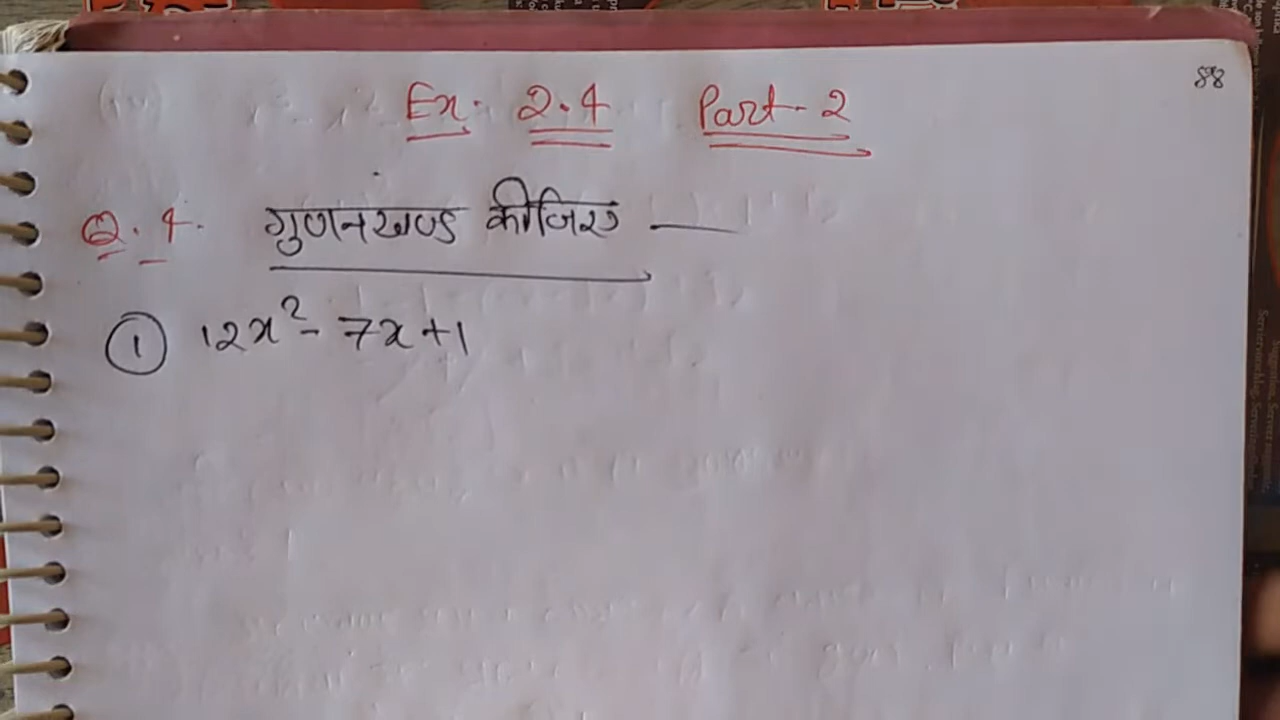 88
Ex. 2.4 Part-2
Q.4. गुणनखण्ड कीजिए —
① 12x² - 7x + 1